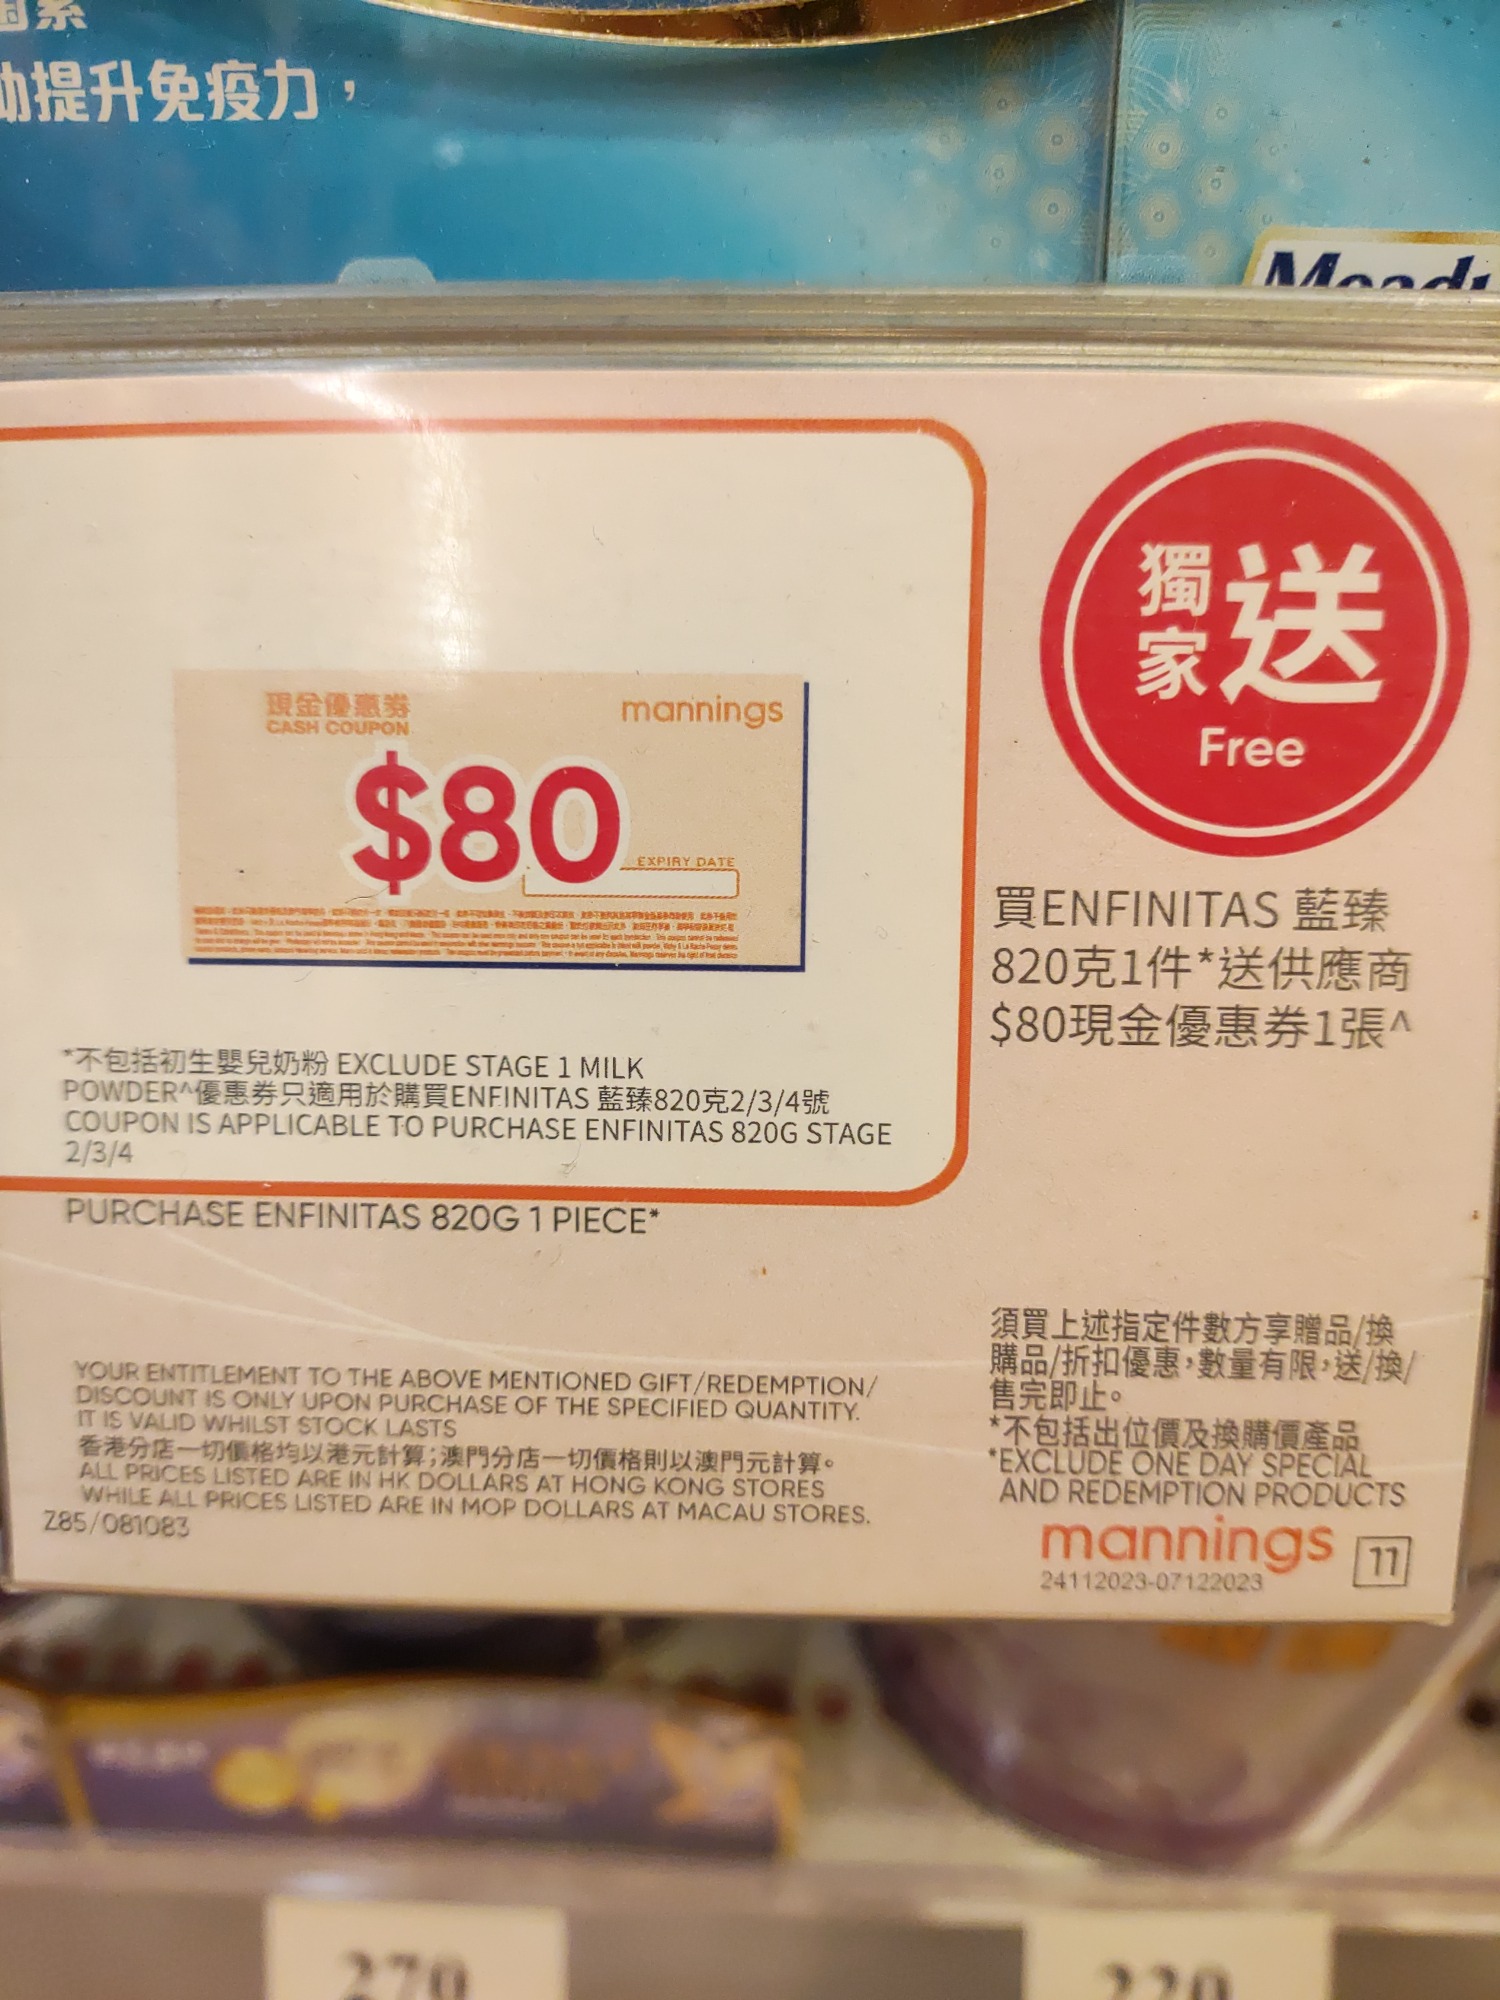 助提升免疫力，
Mead
獨家送
Free
現金優惠券
CASH COUPON
mannings
$80
EXPIRY DATE
買ENFINITAS 藍臻
820克1件*送供應商
$80現金優惠券1張^
*不包括初生嬰兒奶粉 EXCLUDE STAGE 1 MILK
POWDER^優惠券只適用於購買ENFINITAS 藍臻820克2/3/4號
COUPON IS APPLICABLE TO PURCHASE ENFINITAS 820G STAGE
2/3/4
PURCHASE ENFINITAS 820G 1 PIECE*
YOUR ENTITLEMENT TO THE ABOVE MENTIONED GIFT/REDEMPTION/
DISCOUNT IS ONLY UPON PURCHASE OF THE SPECIFIED QUANTITY.
IT IS VALID WHILST STOCK LASTS
香港分店一切價格均以港元計算；澳門分店一切價格則以澳門元計算。
ALL PRICES LISTED ARE IN HK DOLLARS AT HONG KONG STORES
WHILE ALL PRICES LISTED ARE IN MOP DOLLARS AT MACAU STORES.
Z85/081083
須買上述指定件數方享贈品/換
購品/折扣優惠，數量有限，送/換/
售完即止。
*不包括出位價及換購價產品
*EXCLUDE ONE DAY SPECIAL
AND REDEMPTION PRODUCTS
mannings 11
24112023-07122023
270
220